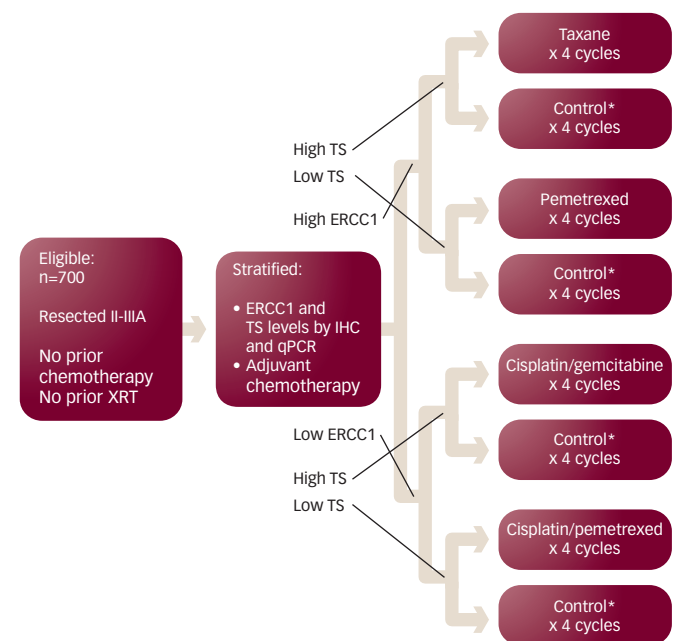 Taxane
x 4 cycles
Control*
x 4 cycles
High TS
Low TS
High ERCC1
Pemetrexed
x 4 cycles
Control*
x 4 cycles
Eligible:
n=700
Resected II-IIIA
No prior
chemotherapy
No prior XRT
Stratified:
• ERCC1 and
TS levels by IHC
and qPCR
• Adjuvant
chemotherapy
Low ERCC1
High TS
Low TS
Cisplatin/gemcitabine
x 4 cycles
Control*
x 4 cycles
Cisplatin/pemetrexed
x 4 cycles
Control*
x 4 cycles